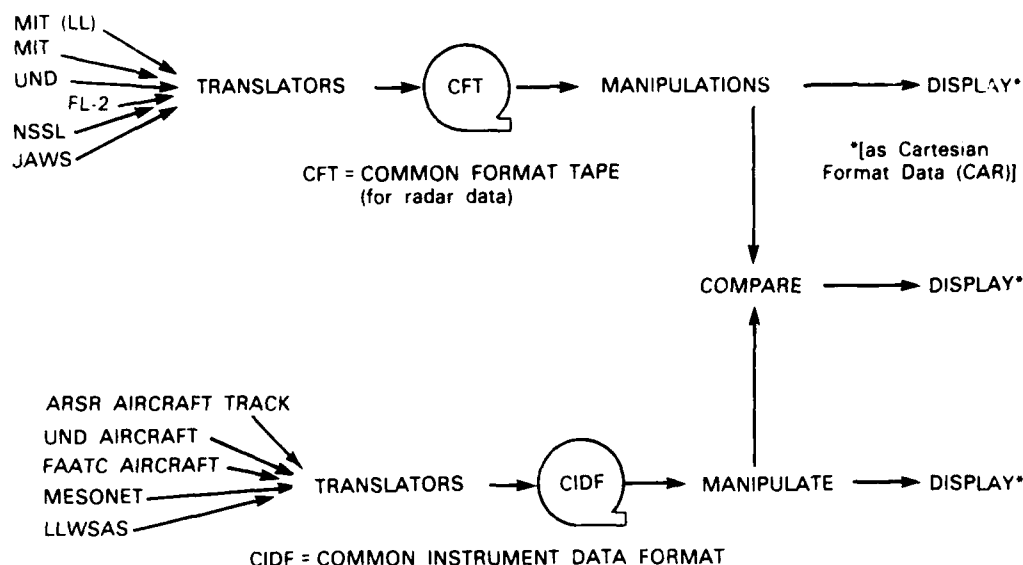 MIT (LL)
MIT
UND
FL-2
NSSL
JAWS
TRANSLATORS
CFT
MANIPULATIONS
DISPLAY*
CFT = COMMON FORMAT TAPE
(for radar data)
*[as Cartesian
Format Data (CAR)]
COMPARE
DISPLAY*
ARSR AIRCRAFT TRACK
UND AIRCRAFT
FAATC AIRCRAFT
MESONET
LLWSAS
TRANSLATORS
CIDF
MANIPULATE
DISPLAY*
CIDF = COMMON INSTRUMENT DATA FORMAT